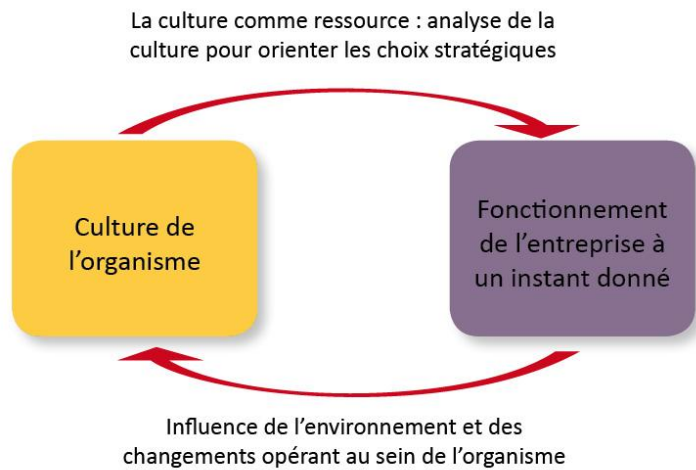 La culture comme ressource : analyse de la
culture pour orienter les choix stratégiques
Culture de
l’organisme
Fonctionnement
de l’entreprise à
un instant donné
Influence de l’environnement et des
changements opérant au sein de l’organisme